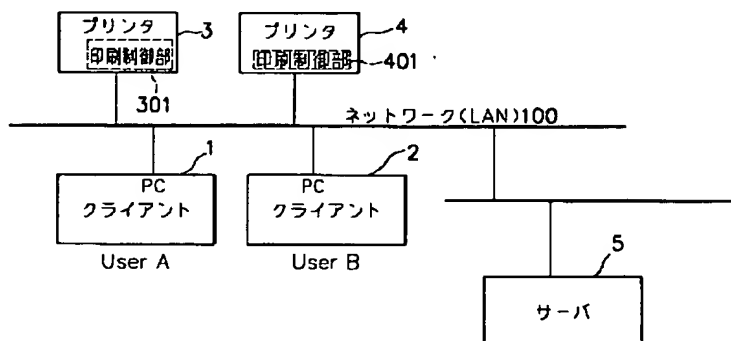 プリンタ 3
印刷制御部
301
プリンタ 4
印刷制御部 401
ネットワーク(LAN)100
1
PC
クライアント
User A
2
PC
クライアント
User B
5
サーバ